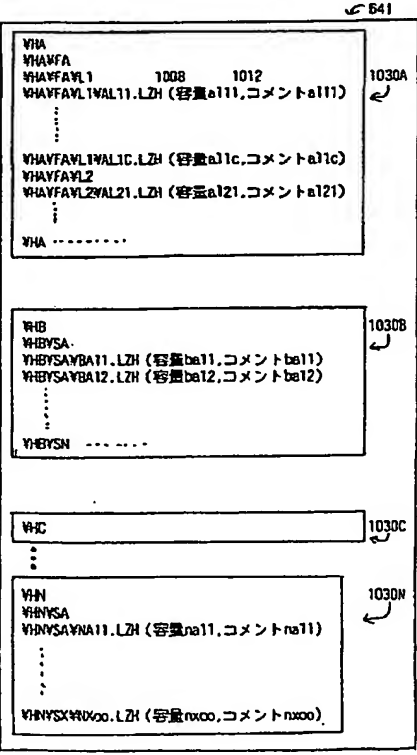 641
¥HA
¥HA¥FA
¥HA¥FA¥L1 1008 1012 1030A
¥HA¥FA¥L1¥AL11.LZH (容量al11,コメントal11)
¥HA¥FA¥L1¥AL1C.LZH (容量al1c,コメントal1c)
¥HA¥FA¥L2
¥HA¥FA¥L2¥AL21.LZH (容量al21,コメントal21)
¥HA
¥HB 1030B
¥HB¥SA
¥HB¥SA¥BA11.LZH (容量ba11,コメントba11)
¥HB¥SA¥BA12.LZH (容量ba12,コメントba12)
¥HB¥SN
¥HC 1030C
¥HN 1030N
¥HN¥SA
¥HN¥SA¥NA11.LZH (容量na11,コメントna11)
¥HN¥SX¥NXoo.LZH (容量nxoo,コメントnxoo)